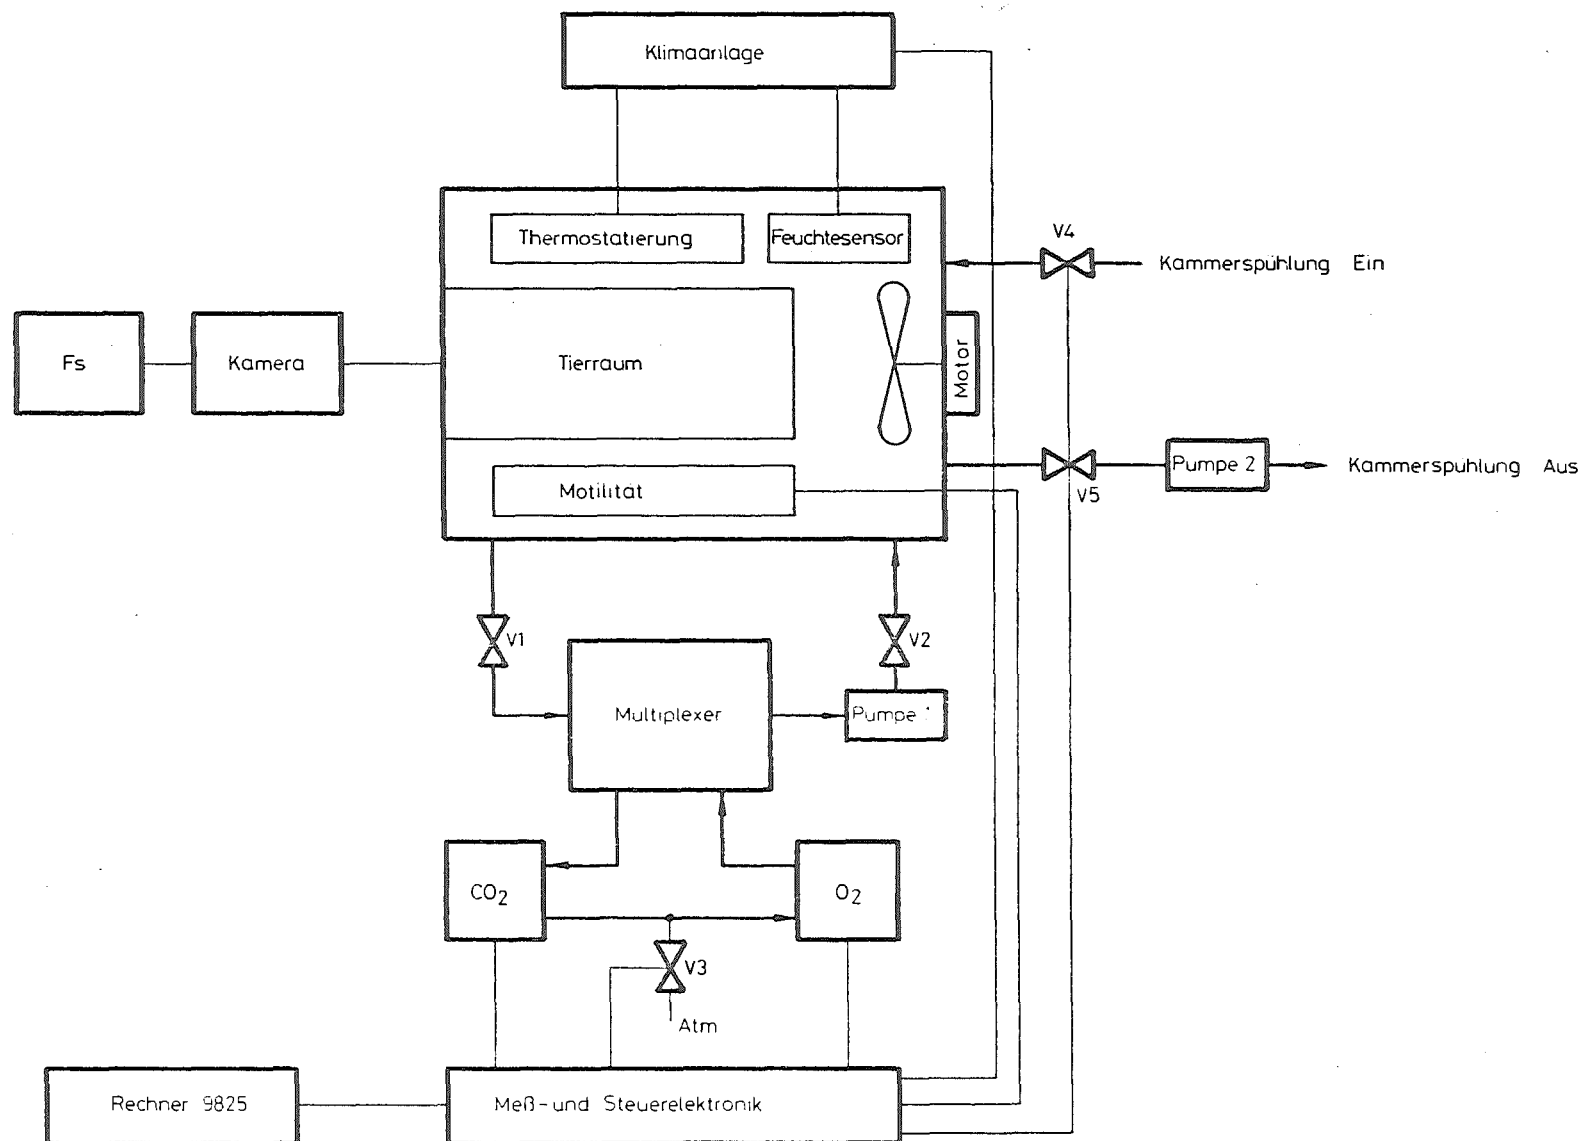 Klimaanlage
Thermostatierung
Feuchtesensor
V4
Kammerspühlung Ein
Fs
Kamera
Tierraum
Motor
Motilität
V5
Pumpe 2
Kammerspühlung Aus
V1
V2
Multiplexer
Pumpe
CO2
O2
V3
Atm
Rechner 9825
Meß-und Steuerelektronik